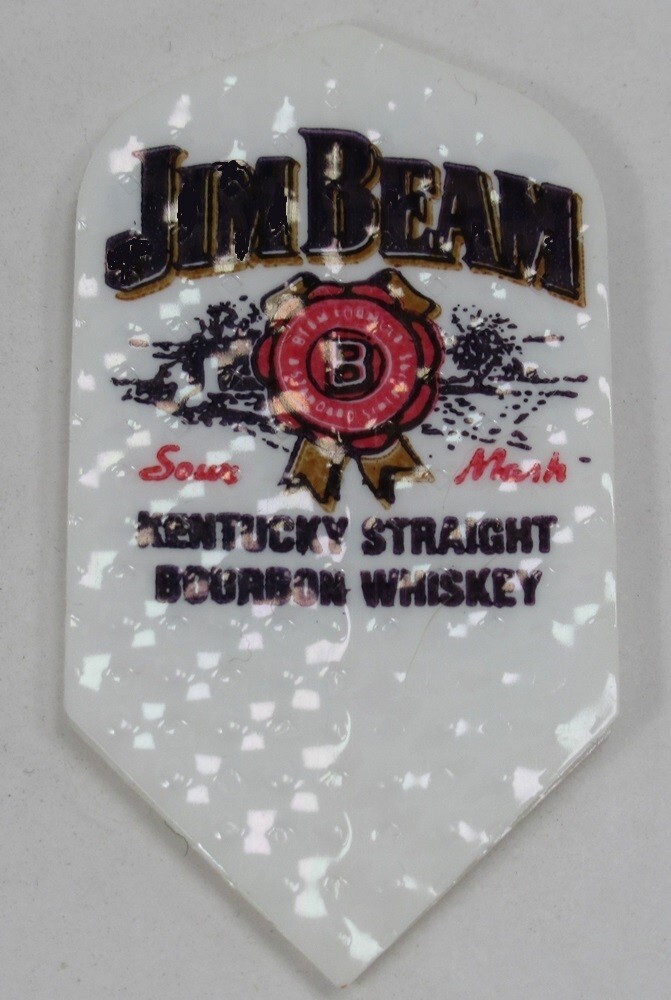 JIM BEAM
B
Sour Mash
KENTUCKY STRAIGHT
BOURBON WHISKEY